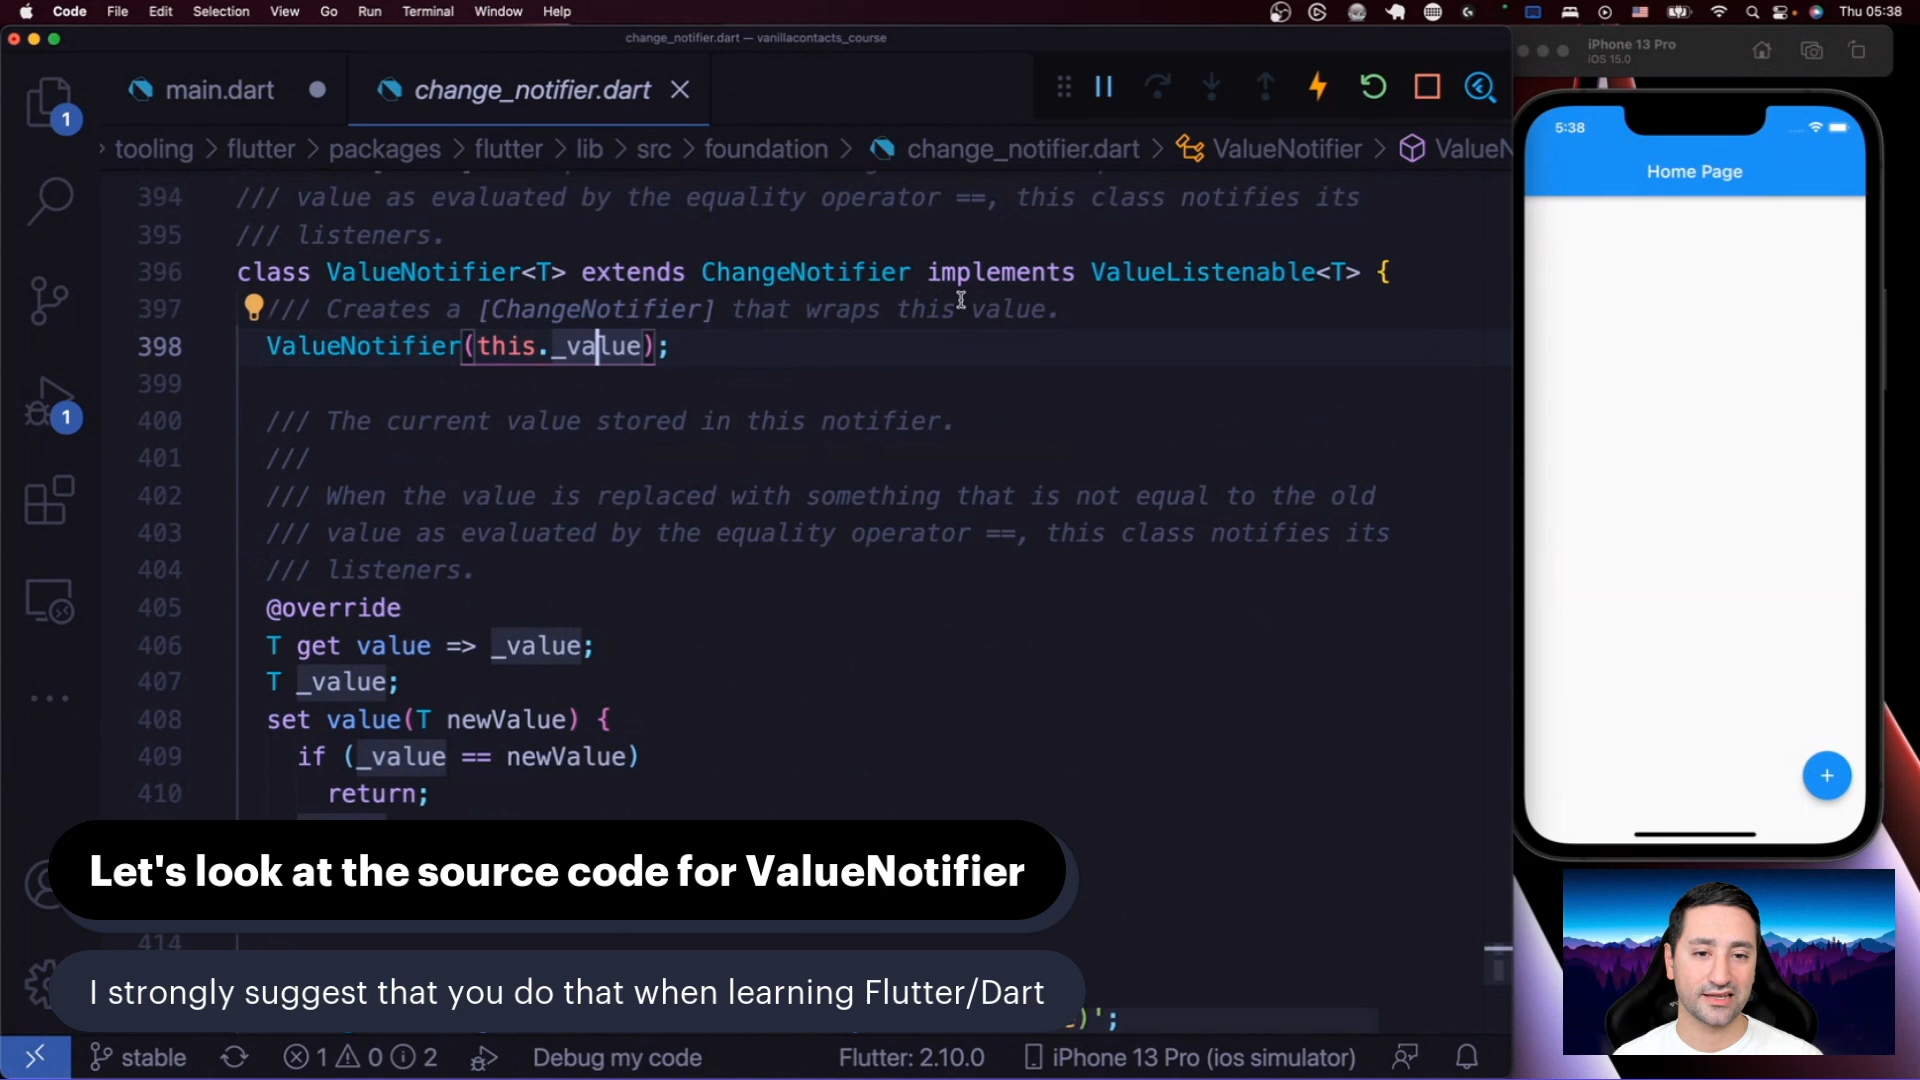 Code File Edit Selection View Go Run Terminal Window Help
Thu 05:38
change_notifier.dart — vanillacontacts_course
main.dart
change_notifier.dart
tooling > flutter > packages > flutter > lib > src > foundation > change_notifier.dart > ValueNotifier > ValueN
394 /// value as evaluated by the equality operator ==, this class notifies its
395 /// listeners.
396 class ValueNotifier<T> extends ChangeNotifier implements ValueListenable<T> {
397 /// Creates a [ChangeNotifier] that wraps this value.
398 ValueNotifier(this._value);
399
400 /// The current value stored in this notifier.
401 ///
402 /// When the value is replaced with something that is not equal to the old
403 /// value as evaluated by the equality operator ==, this class notifies its
404 /// listeners.
405 @override
406 T get value => _value;
407 T _value;
408 set value(T newValue) {
409 if (_value == newValue)
410 return;
414
)';
1
1
Let's look at the source code for ValueNotifier
I strongly suggest that you do that when learning Flutter/Dart
stable 1 0 2 Debug my code Flutter: 2.10.0 iPhone 13 Pro (ios simulator)
iPhone 13 Pro
iOS 15.0
5:38
Home Page
+